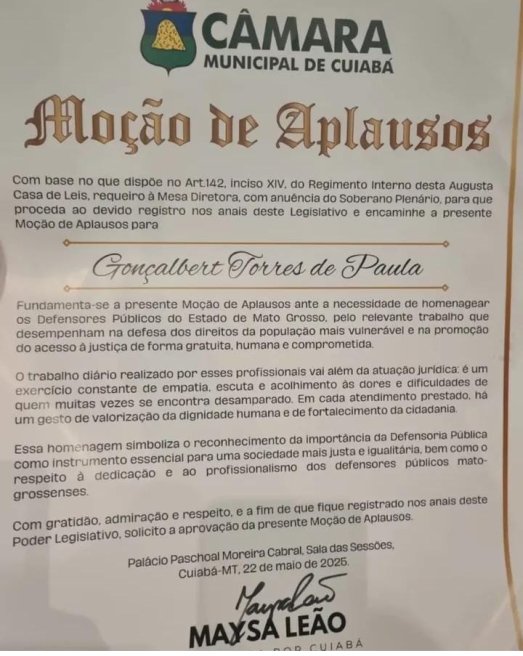 CÂMARA
MUNICIPAL DE CUIABÁ
Moção de Aplausos
Com base no que dispõe no Art.142, inciso XIV, do Regimento Interno desta Augusta
Casa de Leis, requeiro à Mesa Diretora, com anuência do Soberano Plenário, para que
proceda ao devido registro nos anais deste Legislativo e encaminhe a presente
Moção de Aplausos para
Gonçalbert Torres de Paula
Fundamenta-se a presente Moção de Aplausos ante a necessidade de homenagear
os Defensores Públicos do Estado de Mato Grosso, pelo relevante trabalho que
desempenham na defesa dos direitos da população mais vulnerável e na promoção
do acesso à justiça de forma gratuita, humana e comprometida.
O trabalho diário realizado por esses profissionais vai além da atuação jurídica: é um
exercício constante de empatia, escuta e acolhimento às dores e dificuldades de
quem muitas vezes se encontra desamparado. Em cada atendimento prestado, há
um gesto de valorização da dignidade humana e de fortalecimento da cidadania.
Essa homenagem simboliza o reconhecimento da importância da Defensoria Pública
como instrumento essencial para uma sociedade mais justa e igualitária, bem como o
respeito à dedicação e ao profissionalismo dos defensores públicos mato-
grossenses.
Com gratidão, admiração e respeito, e a fim de que fique registrado nos anais deste
Poder Legislativo, solicito a aprovação da presente Moção de Aplausos.
Palácio Paschoal Moreira Cabral, Sala das Sessões,
Cuiabá-MT, 22 de maio de 2025.
Maysa Leão
MAYSA LEÃO
POR CUIABÁ